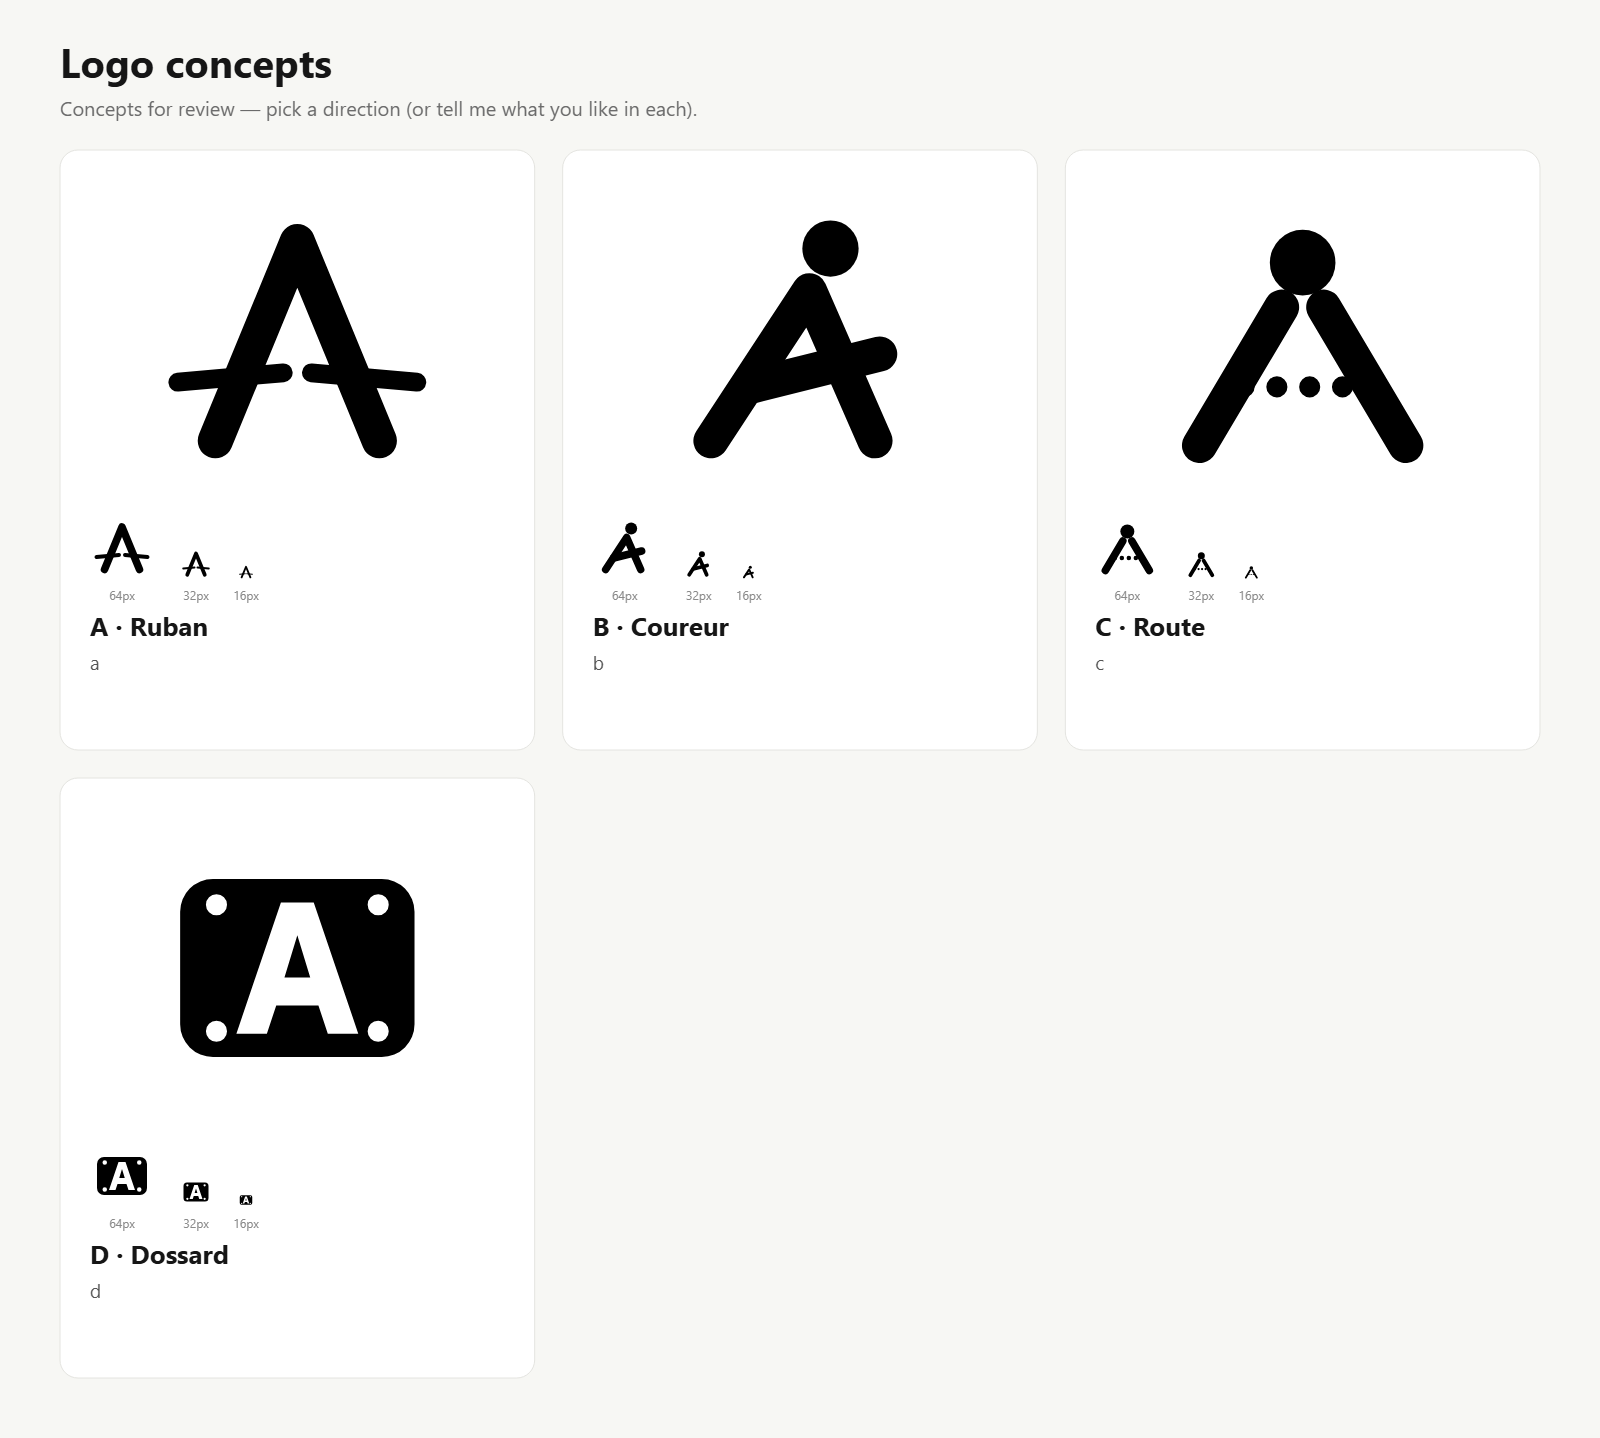 Logo concepts
Concepts for review — pick a direction (or tell me what you like in each).
64px 32px 16px
A · Ruban
a
64px 32px 16px
B · Coureur
b
64px 32px 16px
C · Route
c
A
64px 32px 16px
D · Dossard
d